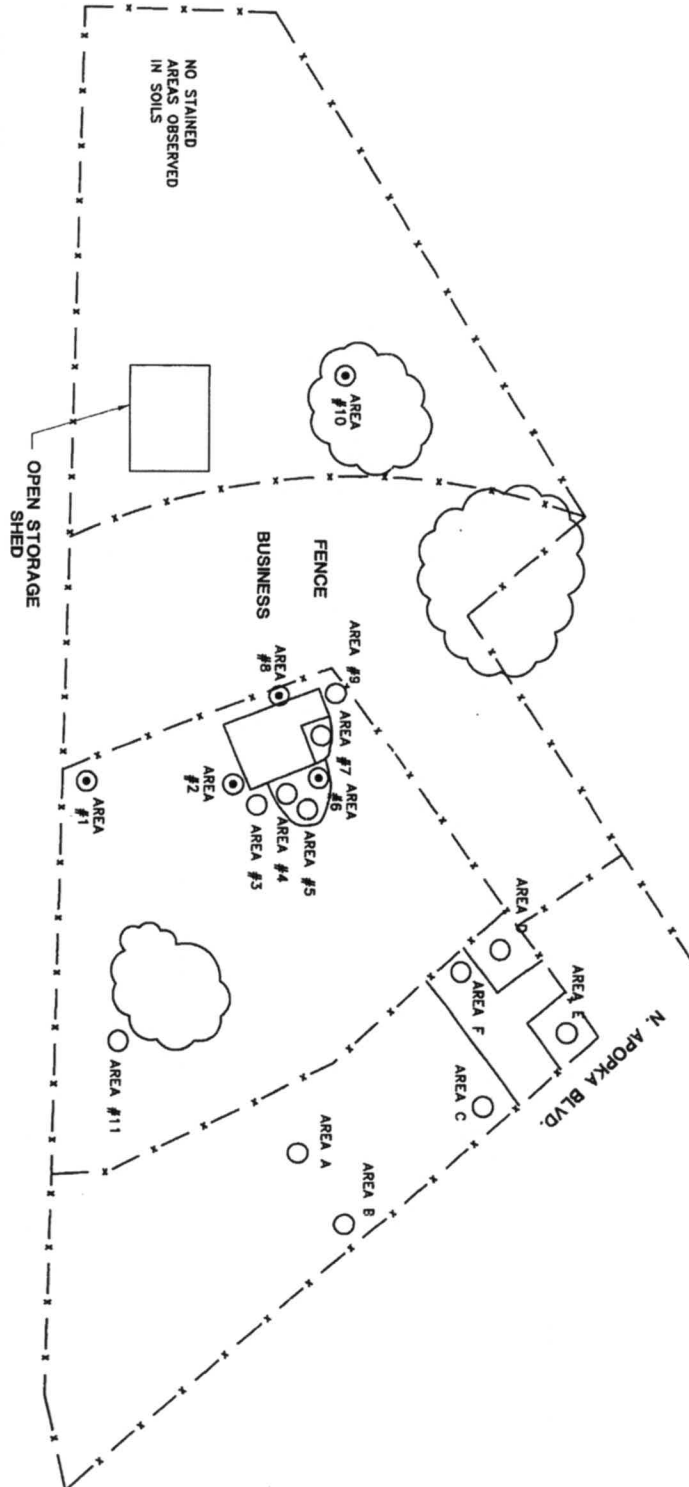 NO STAINED
AREAS OBSERVED
IN SOILS
AREA
#10
OPEN STORAGE
SHED
FENCE
BUSINESS
AREA #9
AREA
#8
AREA #7
AREA
#6
AREA #5
AREA #4
AREA #3
AREA
#2
AREA
#1
AREA D
AREA E
AREA F
N. APOPKA BLVD.
AREA C
AREA #11
AREA A
AREA B